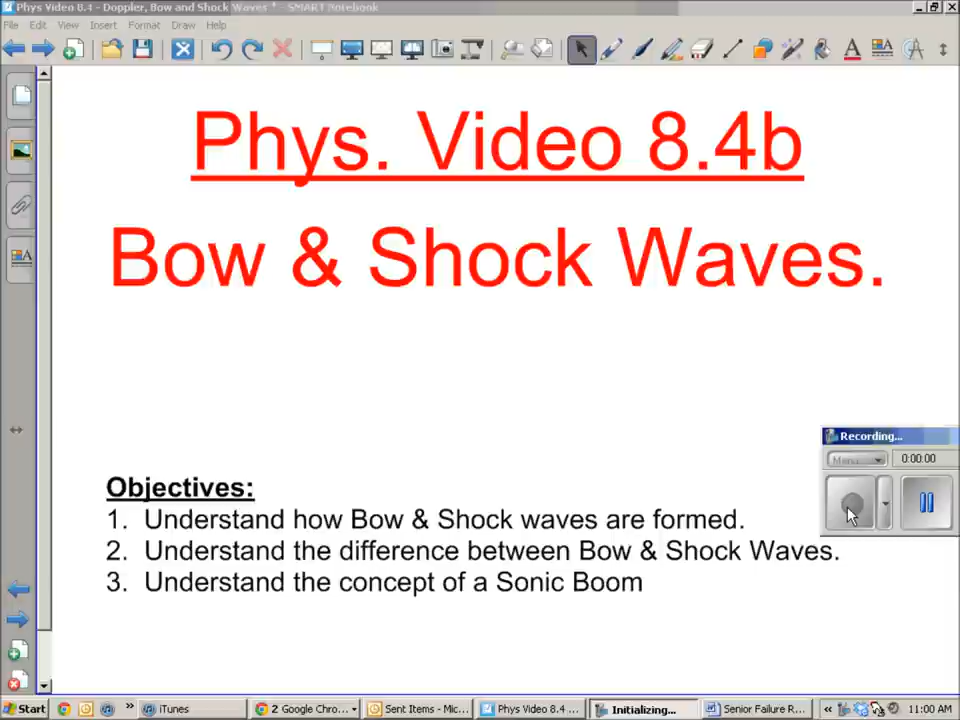 Phys Video 8.4 - Doppler, Bow and Shock Waves * - SMART Notebook
File Edit View Insert Format Draw Help
Phys. Video 8.4b
Bow & Shock Waves.
Recording...
Menu 0:00:00
Objectives:
1. Understand how Bow & Shock waves are formed.
2. Understand the difference between Bow & Shock Waves.
3. Understand the concept of a Sonic Boom
Start » iTunes 2 Google Chro... Sent Items - Mic... Phys Video 8.4 ... Initializing... Senior Failure R... « 11:00 AM